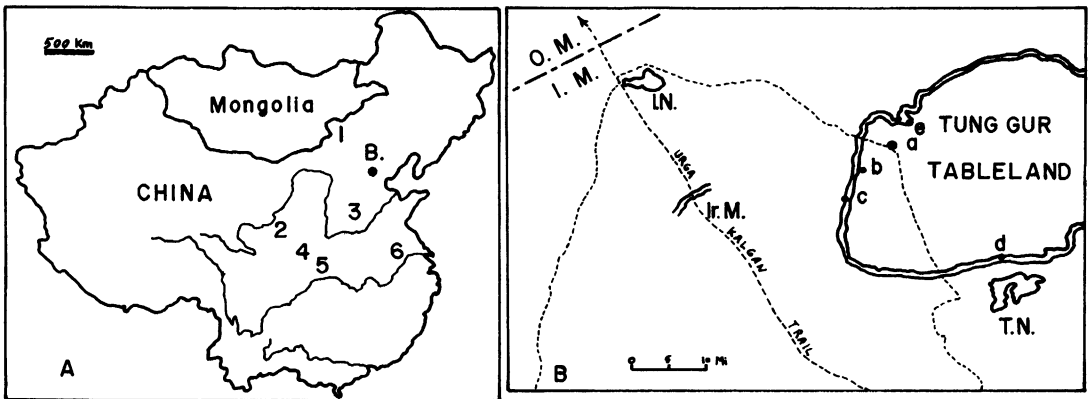 500 Km
Mongolia
1
B.
CHINA
2
3
4
5
6
A
O. M.
I. M.
I.N.
URGA
Ir. M.
KALGAN
TRAIL
e
TUNG GUR
a
TABLELAND
b
c
d
T.N.
0 5 10 Mi
B